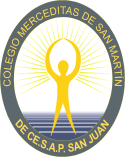 COLEGIO MERCEDITAS DE SAN MARTÍN
DE CE.S.A.P. SAN JUAN